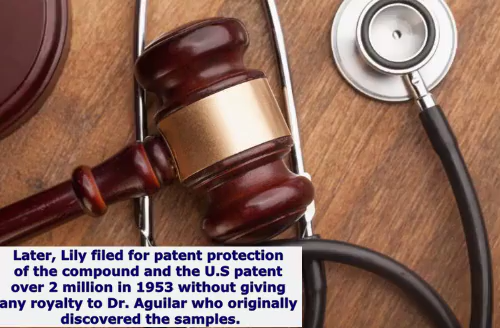 Later, Lily filed for patent protection
of the compound and the U.S patent
over 2 million in 1953 without giving
any royalty to Dr. Aguilar who originally
discovered the samples.